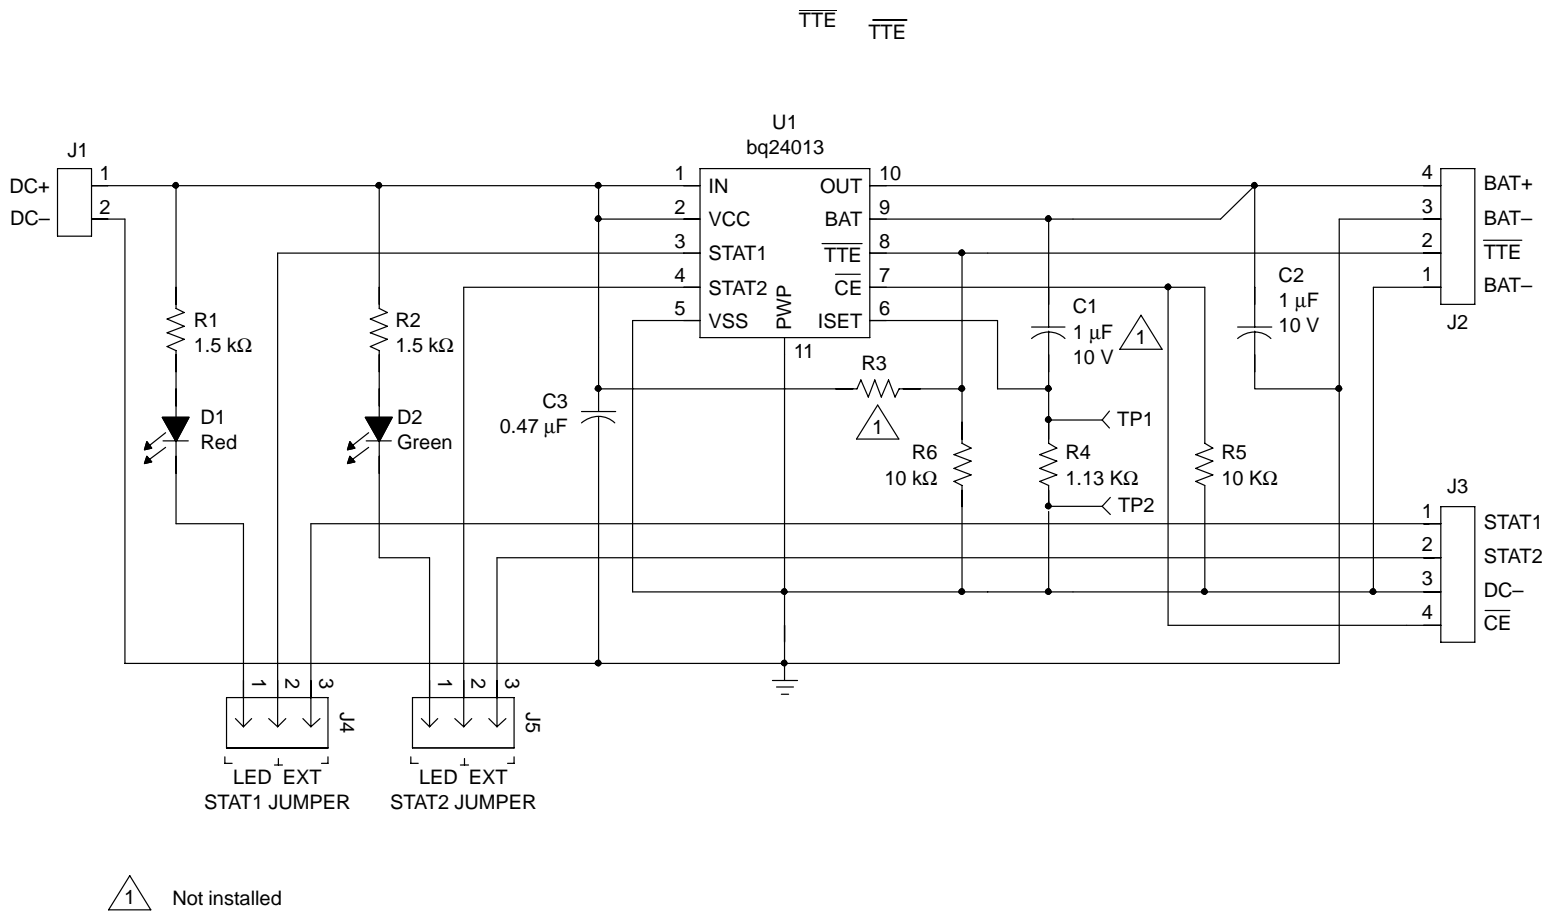 TTE TTE
U1
bq24013
J1
DC+ 1
DC– 2
1 IN
2 VCC
3 STAT1
4 STAT2
5 VSS
PWP
11
OUT 10
BAT 9
TTE 8
CE 7
ISET 6
4 BAT+
3 BAT–
2 TTE
1 BAT–
J2
R1
1.5 kΩ
R2
1.5 kΩ
C1
1 μF
10 V
1
C2
1 μF
10 V
R3
1
C3
0.47 μF
D1
Red
D2
Green
TP1
R6
10 kΩ
R4
1.13 KΩ
R5
10 KΩ
TP2
J3
1 STAT1
2 STAT2
3 DC–
4 CE
1 2 3
J4
1 2 3
J5
LED EXT
STAT1 JUMPER
LED EXT
STAT2 JUMPER
1 Not installed